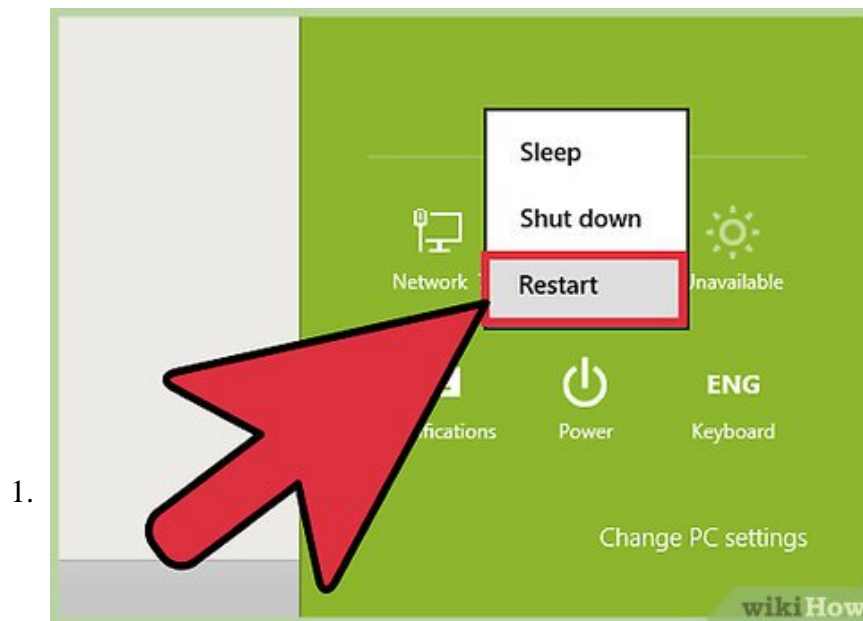 Sleep
Shut down
Restart
Network
Unavailable
Power
ENG
Keyboard
Change PC settings
1.
wikiHow